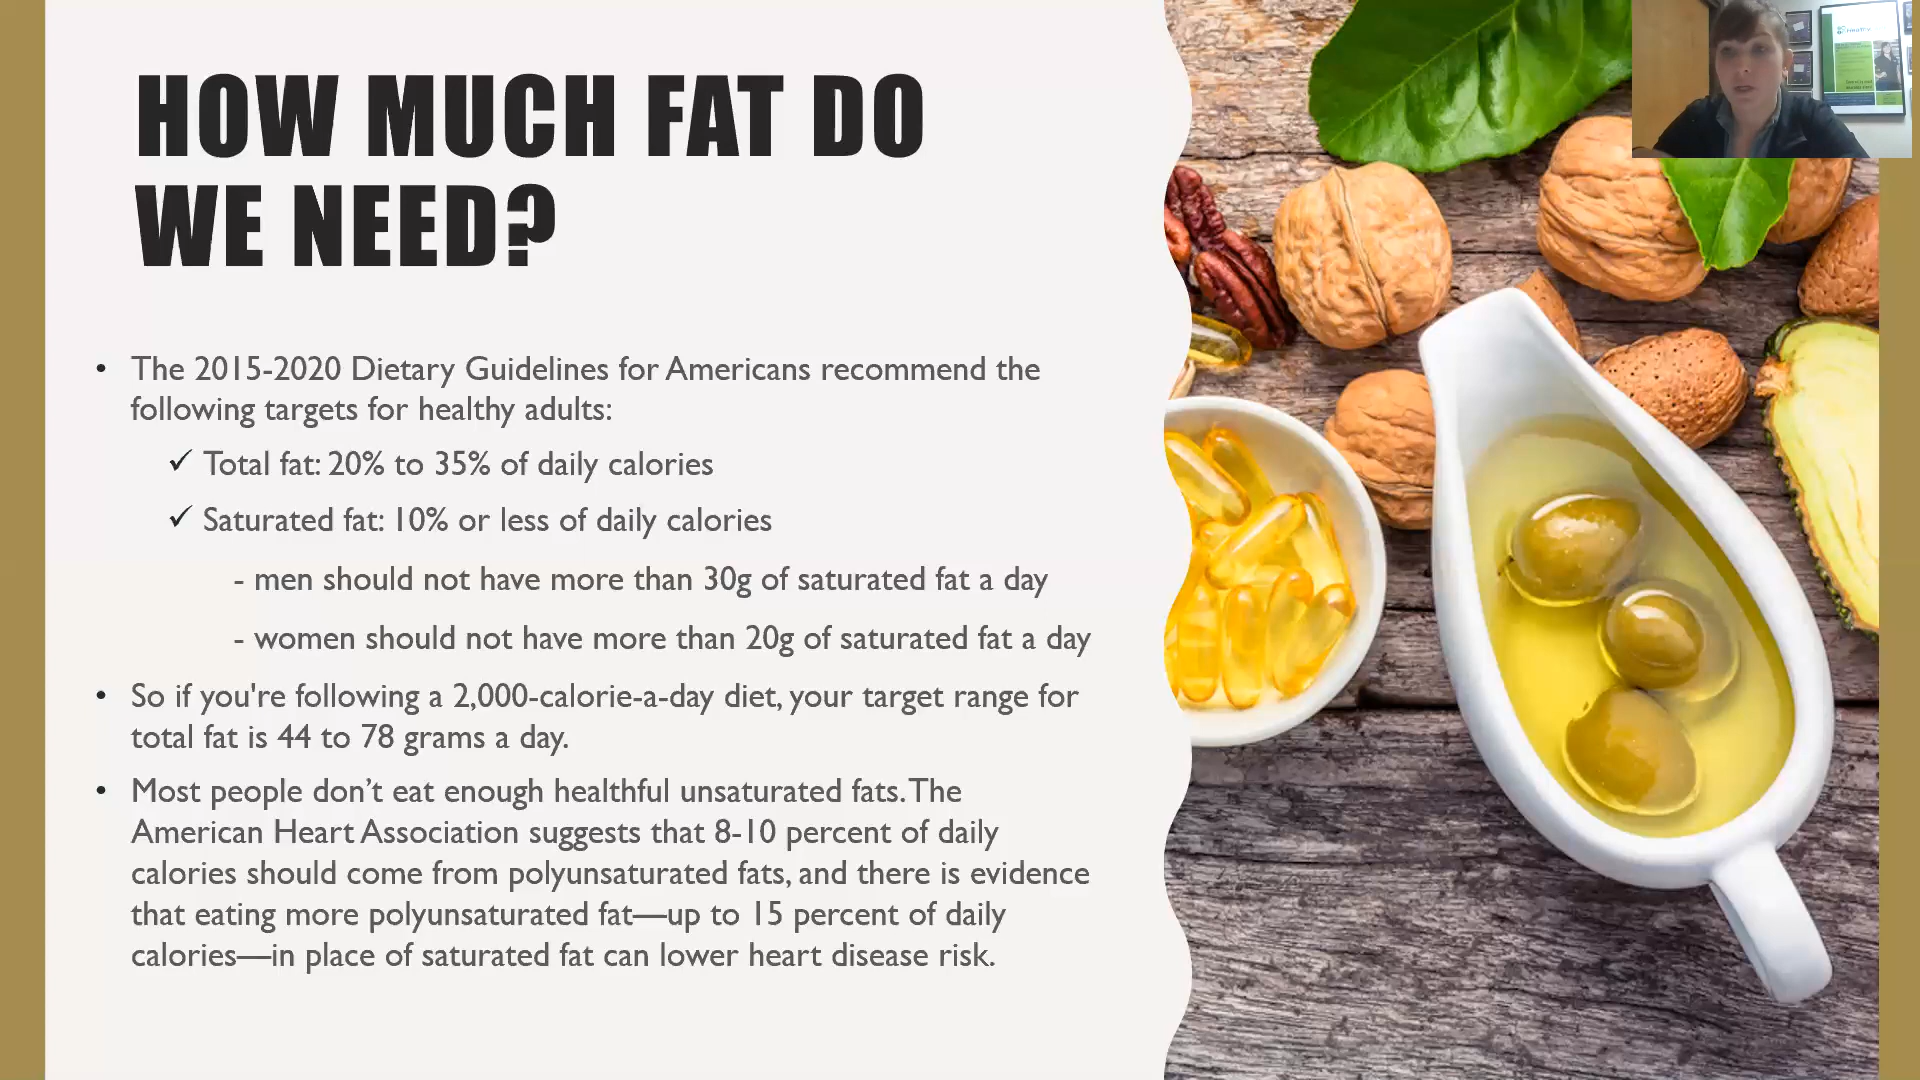 HOW MUCH FAT DO
WE NEED?
• The 2015-2020 Dietary Guidelines for Americans recommend the
following targets for healthy adults:
✓ Total fat: 20% to 35% of daily calories
✓ Saturated fat: 10% or less of daily calories
- men should not have more than 30g of saturated fat a day
- women should not have more than 20g of saturated fat a day
• So if you're following a 2,000-calorie-a-day diet, your target range for
total fat is 44 to 78 grams a day.
• Most people don’t eat enough healthful unsaturated fats. The
American Heart Association suggests that 8-10 percent of daily
calories should come from polyunsaturated fats, and there is evidence
that eating more polyunsaturated fat—up to 15 percent of daily
calories—in place of saturated fat can lower heart disease risk.